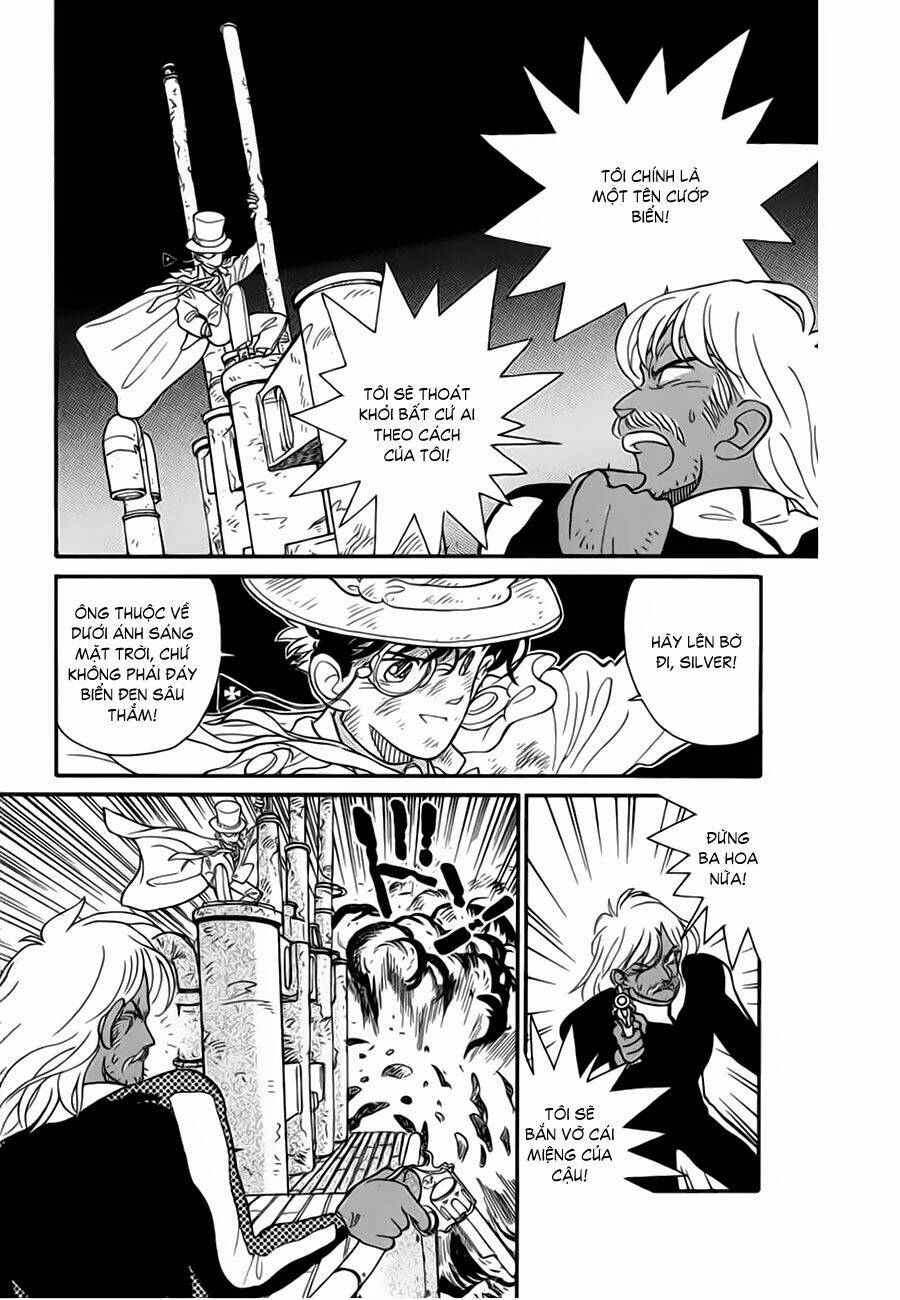 TÔI CHÍNH LÀ
MỘT TÊN CƯỚP
BIỂN!
TÔI SẼ THOÁT
KHỎI BẤT CỨ AI
THEO CÁCH
CỦA TÔI!
ÔNG THUỘC VỀ
DƯỚI ÁNH SÁNG
MẶT TRỜI, CHỨ
KHÔNG PHẢI ĐÁY
BIỂN ĐEN SÂU
THẲM!
HÃY LÊN BỜ
ĐI, SILVER!
ĐỪNG
BA HOA
NỮA!
TÔI SẼ
BẮN VỠ CÁI
MIỆNG CỦA
CẬU!